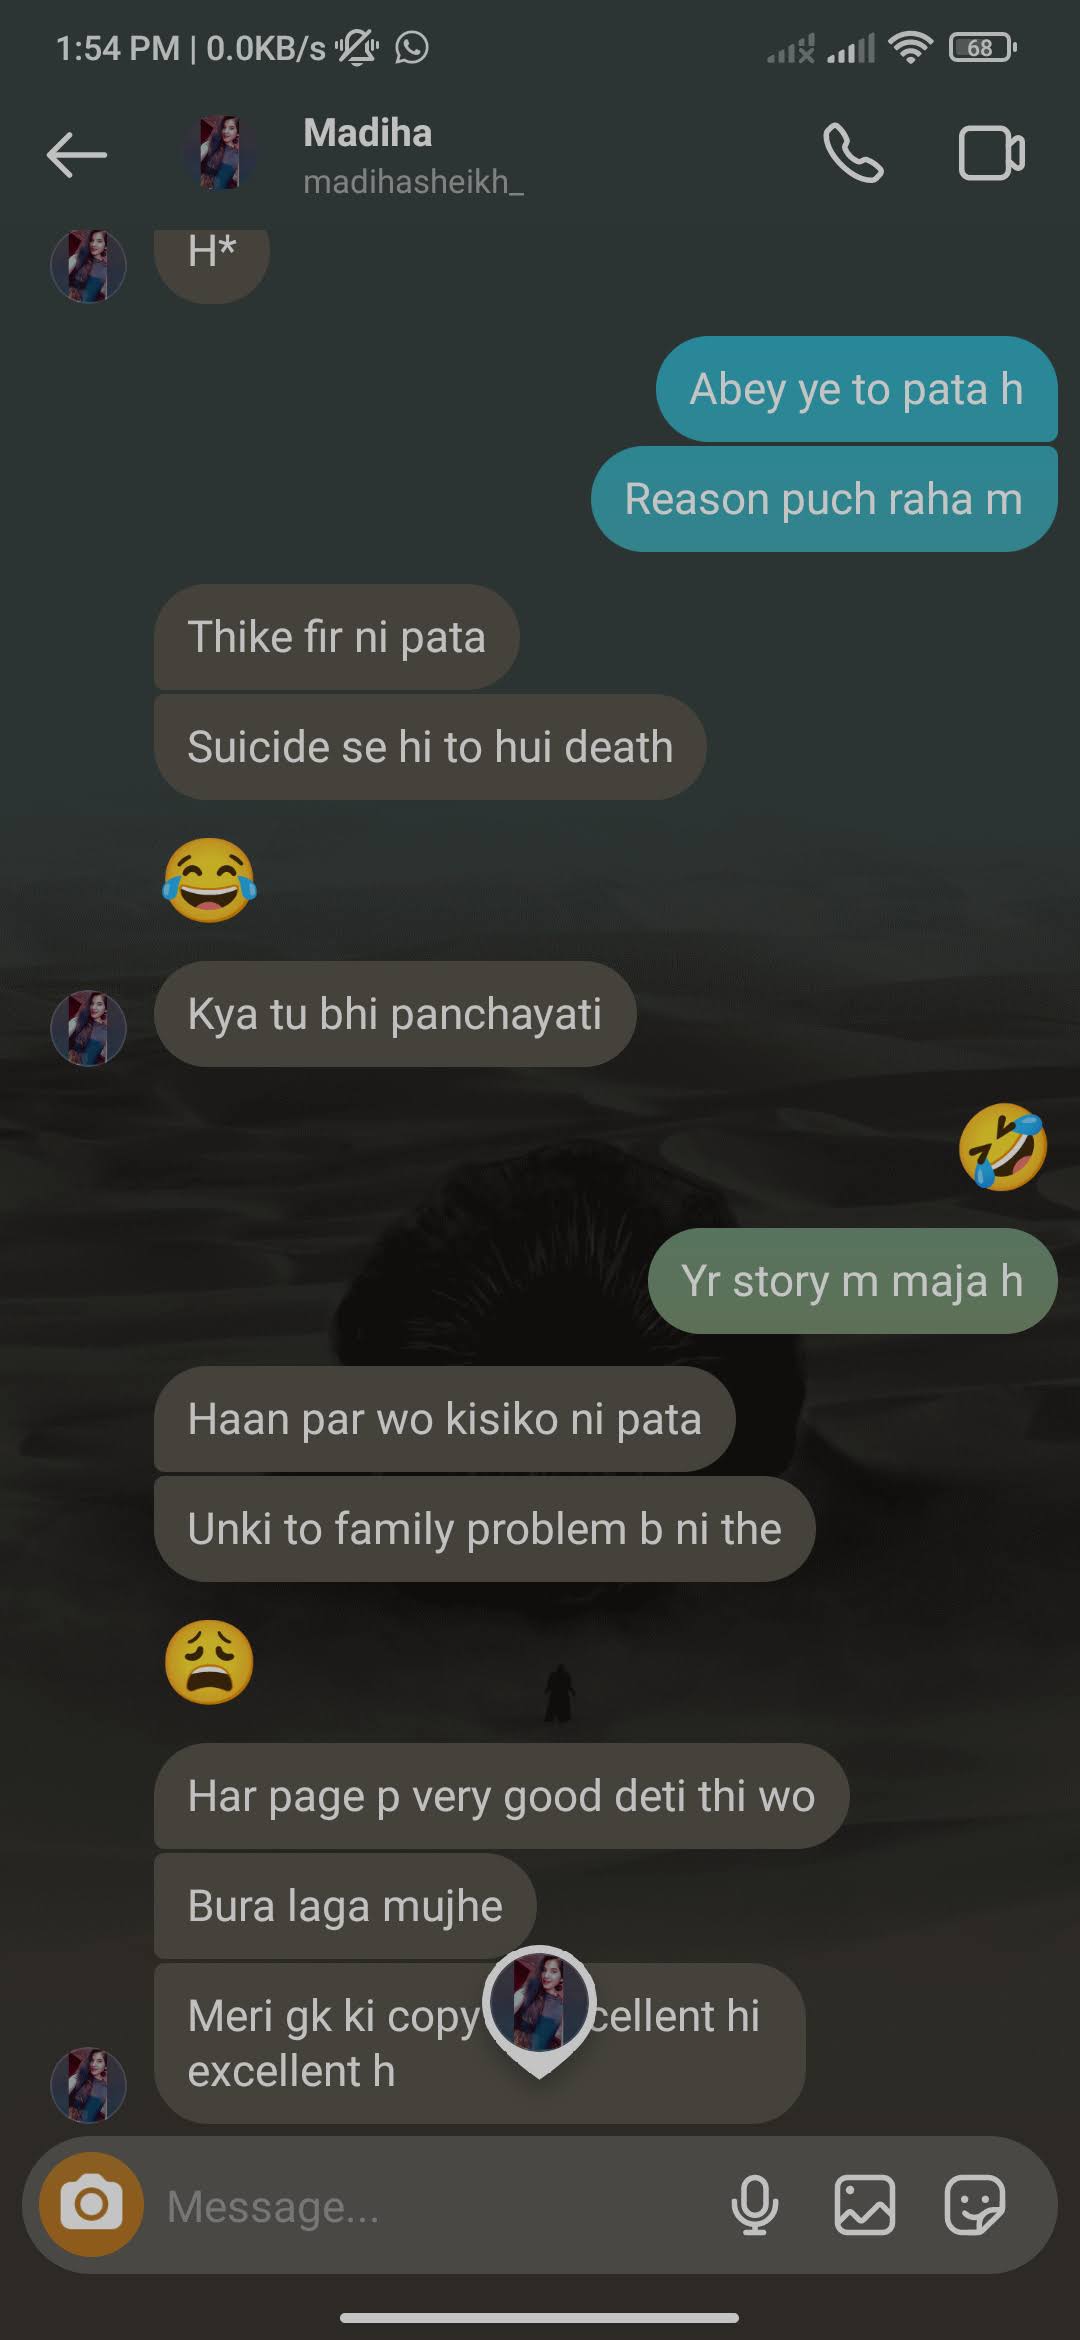 1:54 PM | 0.0KB/s
68
Madiha
madihasheikh_
H*
Abey ye to pata h
Reason puch raha m
Thike fir ni pata
Suicide se hi to hui death
Kya tu bhi panchayati
Yr story m maja h
Haan par wo kisiko ni pata
Unki to family problem b ni the
Har page p very good deti thi wo
Bura laga mujhe
Meri gk ki copy cellent hi
excellent h
Message...